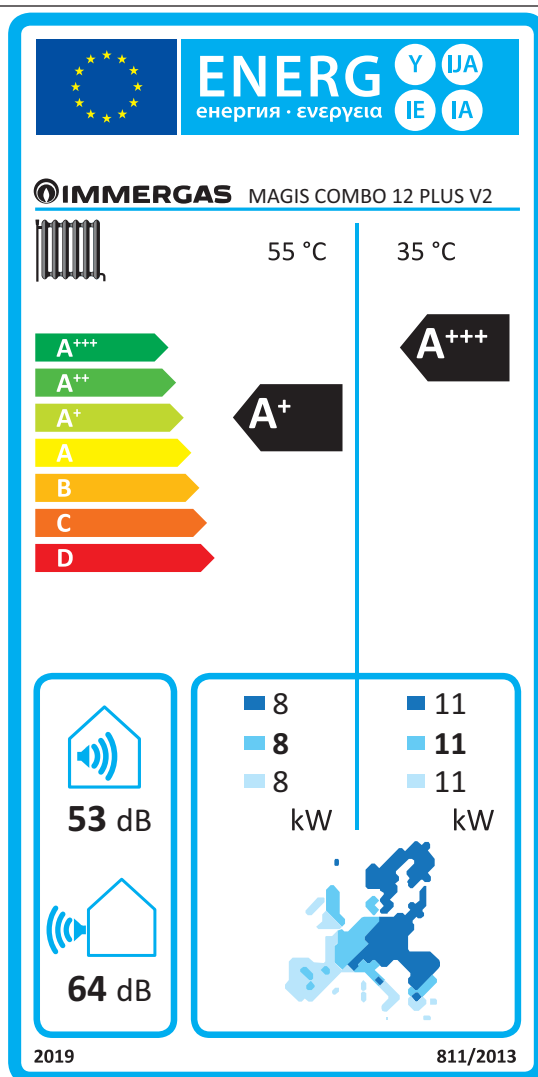 ENERG Y IJA
енергия · ενεργεια IE IA
IMMERGAS MAGIS COMBO 12 PLUS V2
55 °C 35 °C
A+++
A++
A+
A
B
C
D
A+
A+++
53 dB
64 dB
8 11
8 11
8 11
kW kW
2019 811/2013